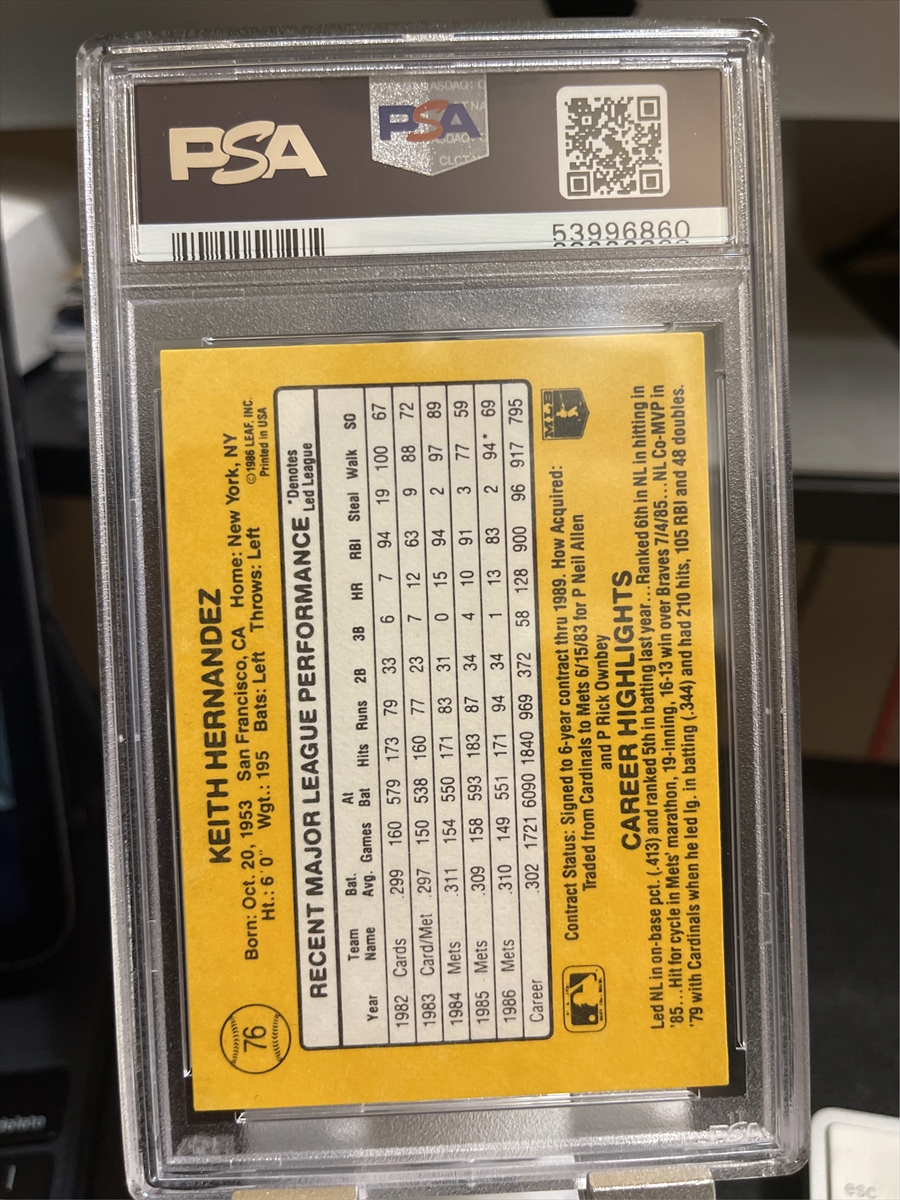 PSA
PSA
NASDAQ:
CLCT
53996860
76
KEITH HERNANDEZ
Born: Oct. 20, 1953 San Francisco, CA Home: New York, NY
Ht.: 6'0" Wgt.: 195 Bats: Left Throws: Left
©1986 LEAF, INC.
Printed in USA
RECENT MAJOR LEAGUE PERFORMANCE
*Denotes
Led League
Year Team Name Bat. Avg. Games At Bat Hits Runs 2B 3B HR RBI Steal Walk SO
1982 Cards .299 160 579 173 79 33 6 7 94 19 100 67
1983 Card/Met .297 150 538 160 77 23 7 12 63 9 88 72
1984 Mets .311 154 550 171 83 31 0 15 94 2 97 89
1985 Mets .309 158 593 183 87 34 4 10 91 3 77 59
1986 Mets .310 149 551 171 94 34 1 13 83 2 94* 69
Career .302 1721 6090 1840 969 372 58 128 900 96 917 795
Contract Status: Signed to 6-year contract thru 1989. How Acquired:
Traded from Cardinals to Mets 6/15/83 for P Neil Allen
and P Rick Ownbey
MLB
CAREER HIGHLIGHTS
Led NL in on-base pct. (.413) and ranked 5th in batting last year...Ranked 6th in NL in hitting in
'85...Hit for cycle in Mets' marathon, 19-inning, 16-13 win over Braves 7/4/85...NL Co-MVP in
'79 with Cardinals when he led lg. in batting (.344) and had 210 hits, 105 RBI and 48 doubles.
PSA
delete
esc